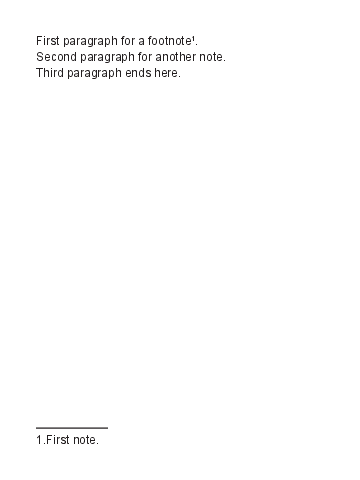 First paragraph for a footnote¹.
Second paragraph for another note.
Third paragraph ends here.
1.First note.